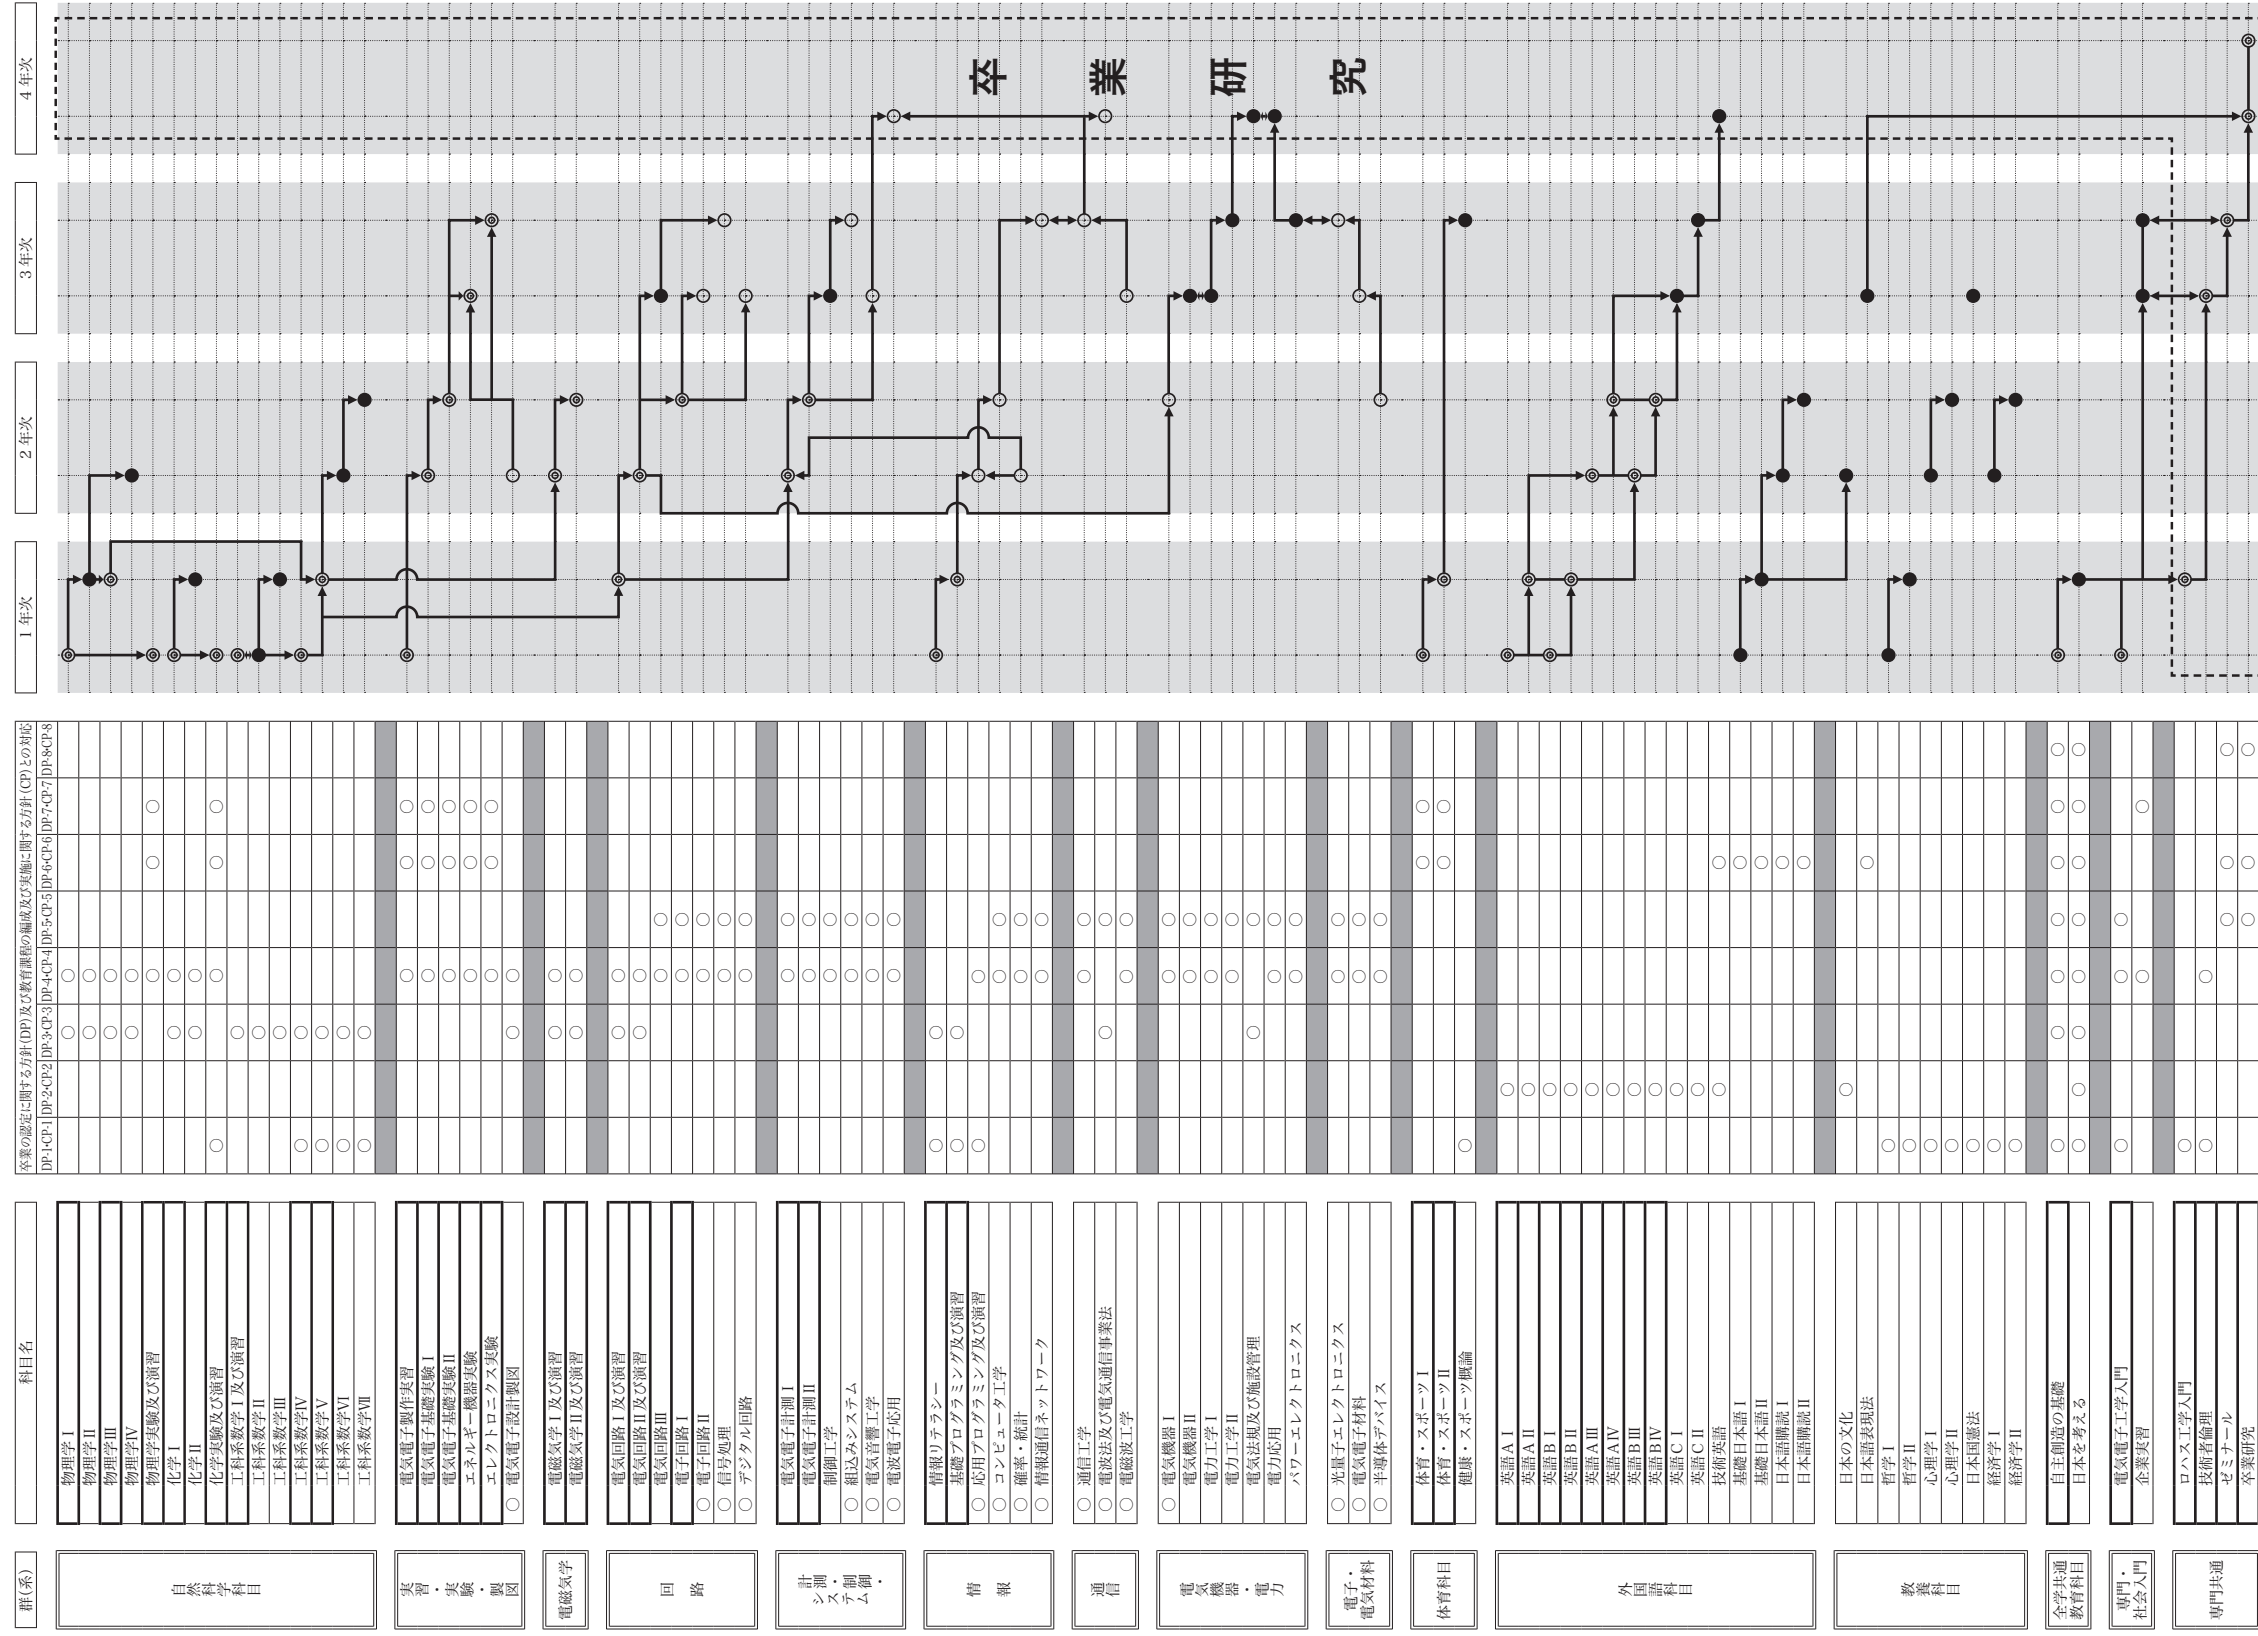 群(系)
科目名
卒業の認定に関する方針(DP)及び教育課程の編成及び実施に関する方針(CP)との対応
DP-1•CP-1 DP-2•CP-2 DP-3•CP-3 DP-4•CP-4 DP-5•CP-5 DP-6•CP-6 DP-7•CP-7 DP-8•CP-8
1年次
2年次
3年次
4年次
卒業研究
自然科学科目
物理学Ⅰ
物理学Ⅱ
物理学Ⅲ
物理学Ⅳ
物理学実験及び演習
化学Ⅰ
化学Ⅱ
化学実験及び演習
工科系数学Ⅰ及び演習
工科系数学Ⅱ
工科系数学Ⅲ
工科系数学Ⅳ
工科系数学Ⅴ
工科系数学Ⅵ
工科系数学Ⅶ
実習・実験・製図
電気電子製作実習
電気電子基礎実験Ⅰ
電気電子基礎実験Ⅱ
エネルギー機器実験
エレクトロニクス実験
○ 電気電子設計製図
電磁気学
電磁気学Ⅰ及び演習
電磁気学Ⅱ及び演習
回路
電気回路Ⅰ及び演習
電気回路Ⅱ及び演習
電気回路Ⅲ
電子回路Ⅰ
○ 電子回路Ⅱ
○ 信号処理
○ デジタル回路
計測・制御・
システム
電気電子計測Ⅰ
電気電子計測Ⅱ
制御工学
○ 組込みシステム
○ 電気音響工学
○ 電波電子応用
情報
情報リテラシー
基礎プログラミング及び演習
○ 応用プログラミング及び演習
○ コンピュータ工学
○ 確率・統計
○ 情報通信ネットワーク
通信
○ 通信工学
○ 電波法及び電気通信事業法
○ 電磁波工学
電気機器・電力
○ 電気機器Ⅰ
電気機器Ⅱ
電力工学Ⅰ
電力工学Ⅱ
電気法規及び施設管理
電力応用
パワーエレクトロニクス
電子・
電気材料
○ 光量子エレクトロニクス
○ 電気電子材料
○ 半導体デバイス
体育科目
体育・スポーツⅠ
体育・スポーツⅡ
健康・スポーツ概論
外国語科目
英語AⅠ
英語AⅡ
英語BⅠ
英語BⅡ
英語AⅢ
英語AⅣ
英語BⅢ
英語BⅣ
英語CⅠ
英語CⅡ
技術英語
基礎日本語Ⅰ
基礎日本語Ⅱ
日本語購読Ⅰ
日本語購読Ⅱ
教養科目
日本の文化
日本語表現法
哲学Ⅰ
哲学Ⅱ
心理学Ⅰ
心理学Ⅱ
日本国憲法
経済学Ⅰ
経済学Ⅱ
全学共通
教育科目
自主創造の基礎
日本を考える
専門・
社会入門
電気電子工学入門
企業実習
専門共通
ロハス工学入門
技術者倫理
ゼミナール
卒業研究